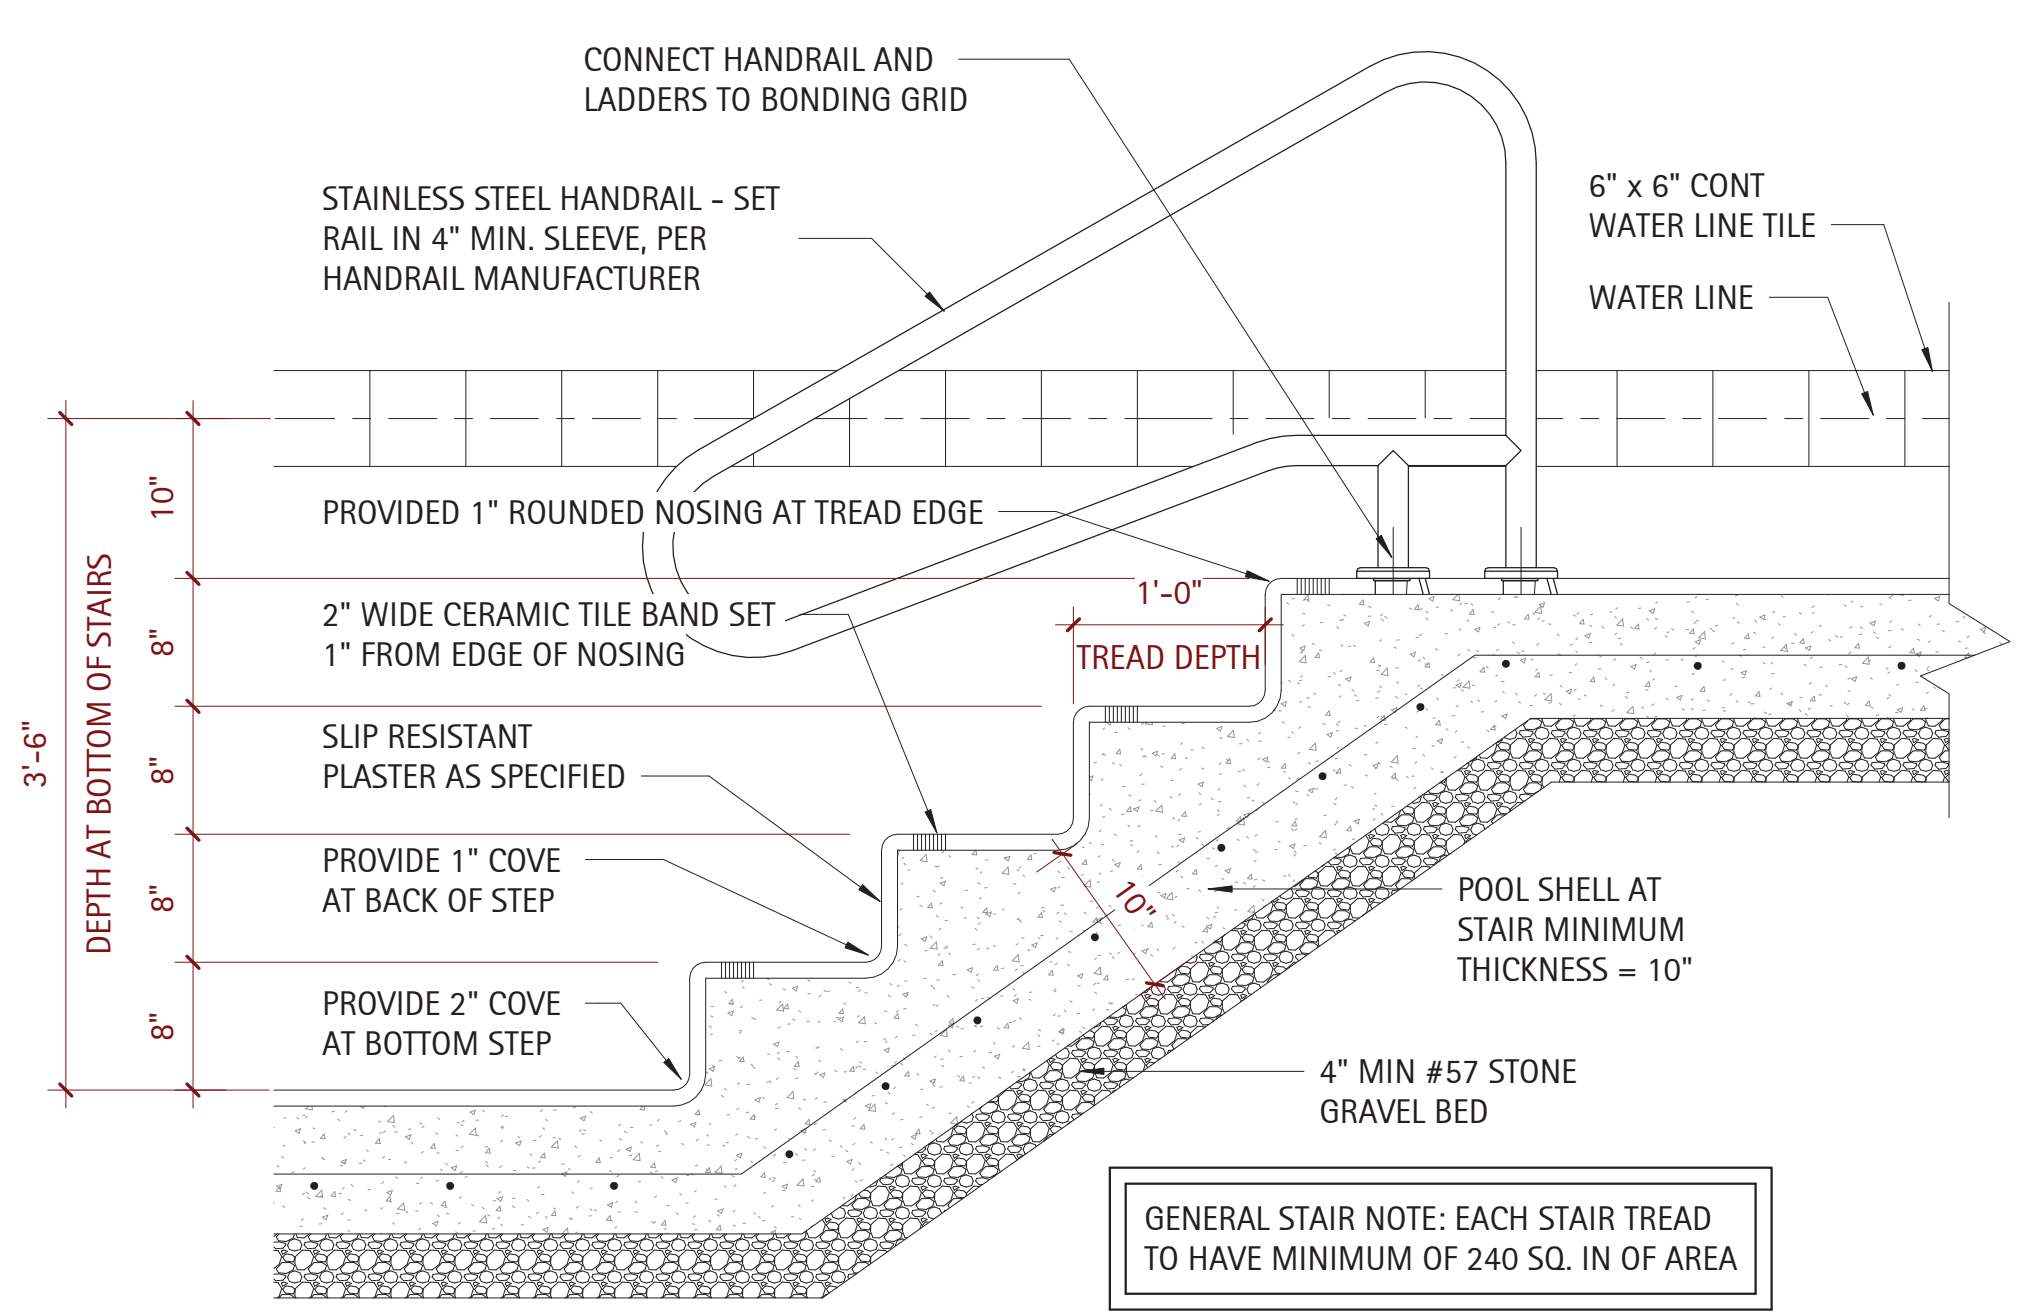 CONNECT HANDRAIL AND
LADDERS TO BONDING GRID
STAINLESS STEEL HANDRAIL - SET
RAIL IN 4" MIN. SLEEVE, PER
HANDRAIL MANUFACTURER
6" x 6" CONT
WATER LINE TILE
WATER LINE
PROVIDED 1" ROUNDED NOSING AT TREAD EDGE
2" WIDE CERAMIC TILE BAND SET
1" FROM EDGE OF NOSING
1'-0"
TREAD DEPTH
SLIP RESISTANT
PLASTER AS SPECIFIED
PROVIDE 1" COVE
AT BACK OF STEP
PROVIDE 2" COVE
AT BOTTOM STEP
3'-6"
DEPTH AT BOTTOM OF STAIRS
10"
8"
8"
8"
8"
10"
POOL SHELL AT
STAIR MINIMUM
THICKNESS = 10"
4" MIN #57 STONE
GRAVEL BED
GENERAL STAIR NOTE: EACH STAIR TREAD
TO HAVE MINIMUM OF 240 SQ. IN OF AREA